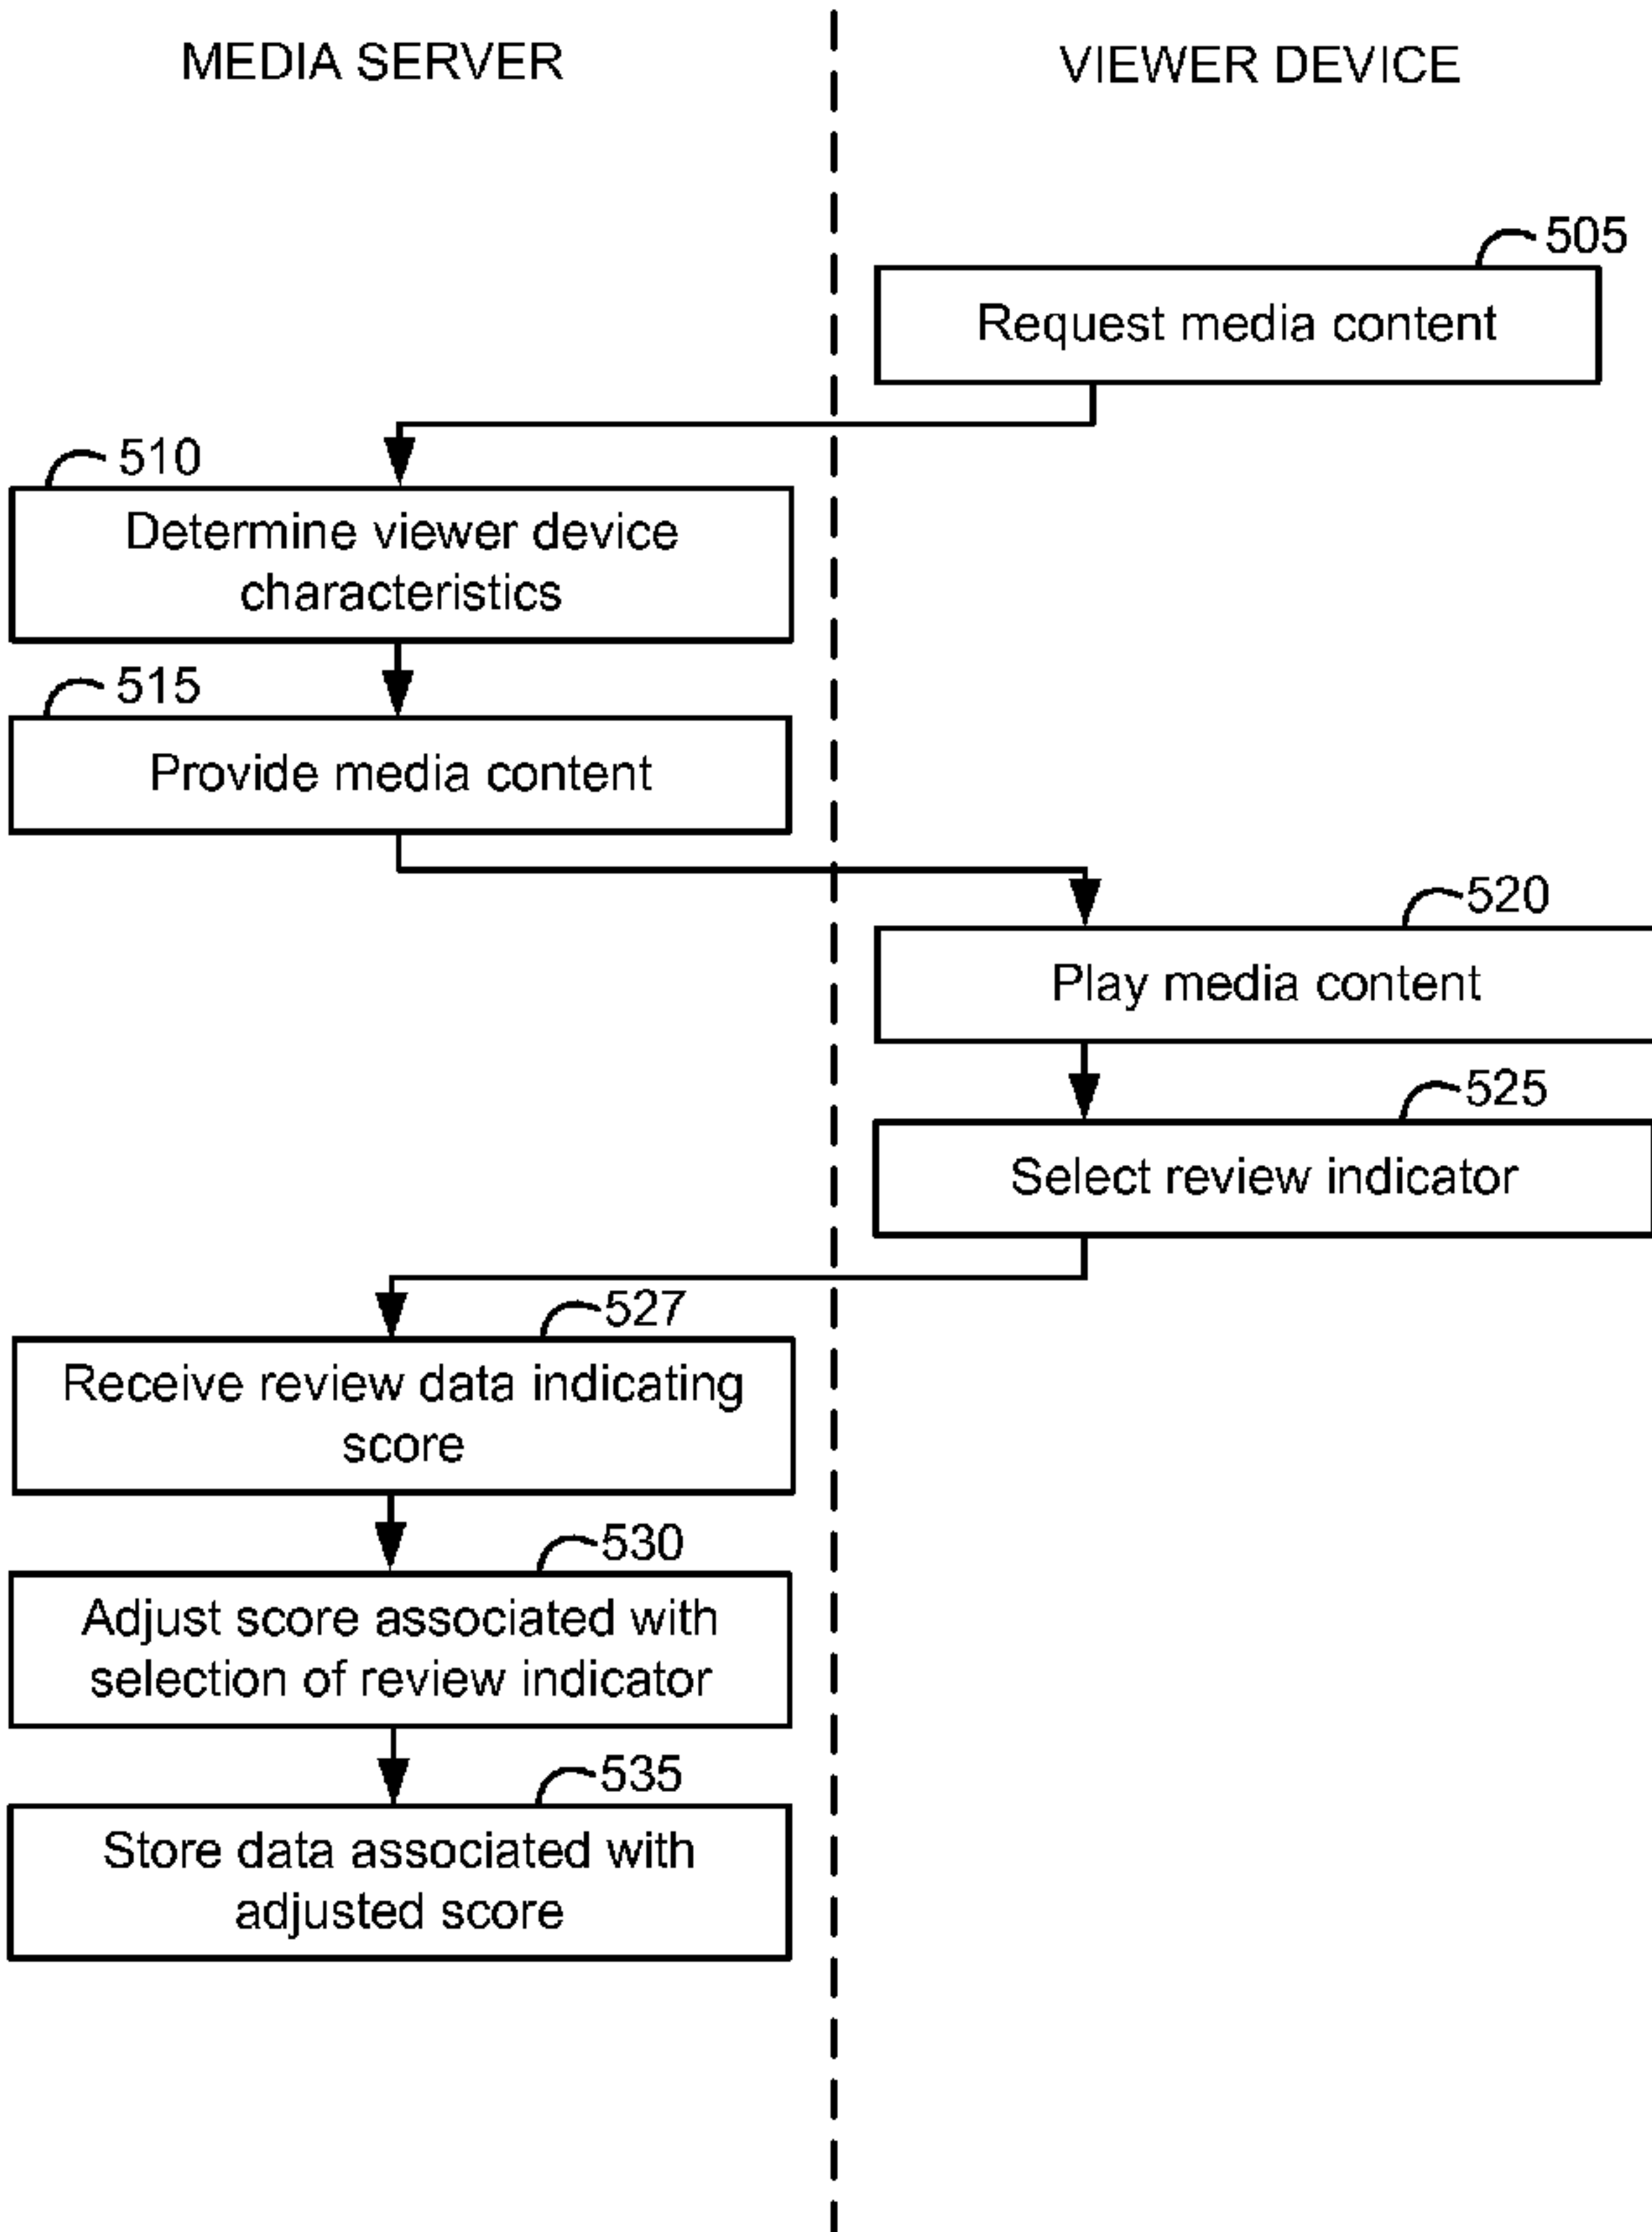 MEDIA SERVER
VIEWER DEVICE
505
Request media content
510
Determine viewer device
characteristics
515
Provide media content
520
Play media content
525
Select review indicator
527
Receive review data indicating
score
530
Adjust score associated with
selection of review indicator
535
Store data associated with
adjusted score